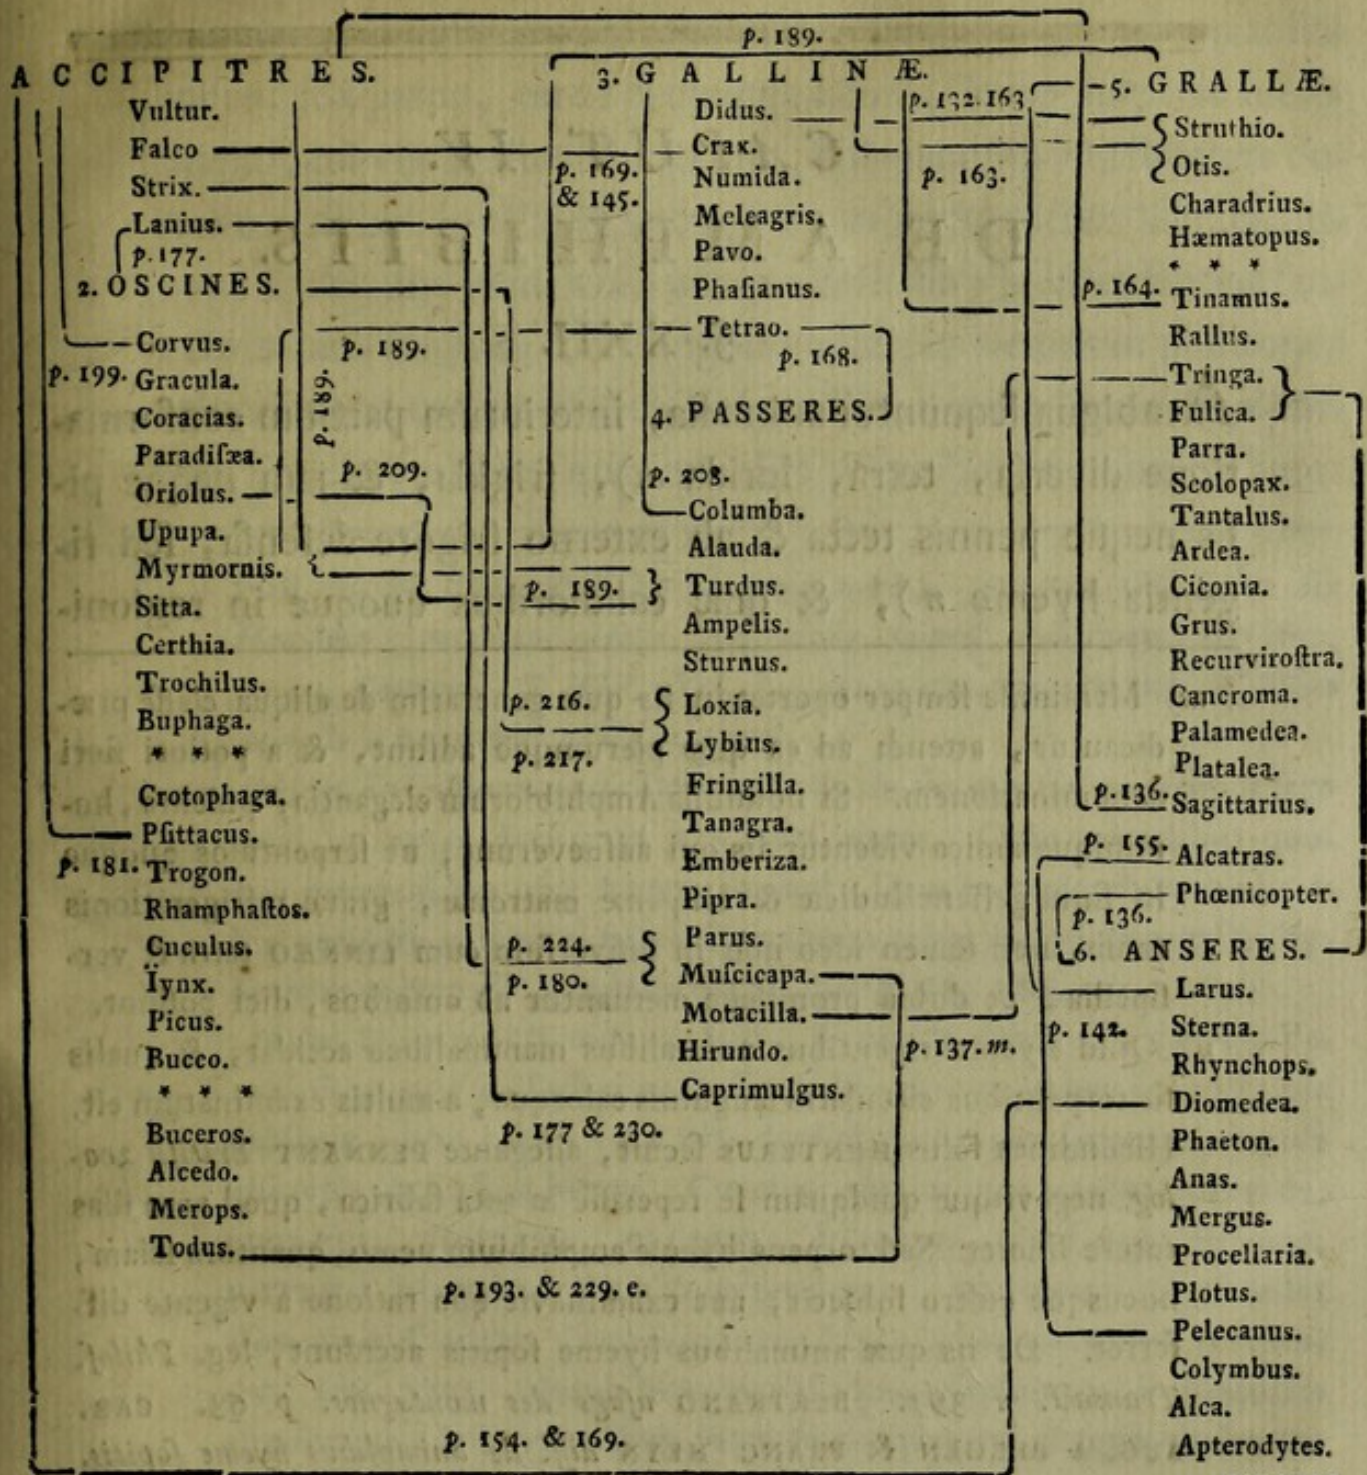 p. 189.
ACCIPITRES.
Vultur.
Falco
Strix.
Lanius.
p. 177.
2. OSCINES.
Corvus.
p. 189.
p. 199. Gracula.
p. 189.
Coracias.
Paradiſæa.
p. 209.
Oriolus.
Upupa.
Myrmornis.
Sitta.
Certhia.
Trochilus.
Buphaga.
* * *
Crotophaga.
Pſittacus.
p. 181. Trogon.
Rhamphaſtos.
Cuculus.
Ïynx.
Picus.
Bucco.
* * *
Buceros.
Alcedo.
Merops.
Todus.
p. 193. & 229. e.
p. 154. & 169.
3. GALLINÆ.
Didus.
Crax.
p. 169.
& 145.
Numida.
Meleagris.
Pavo.
Phaſianus.
Tetrao.
p. 168.
4. PASSERES.
p. 208.
Columba.
Alauda.
p. 189. Turdus.
Ampelis.
Sturnus.
p. 216. Loxia.
p. 217. Lybius.
Fringilla.
Tanagra.
Emberiza.
Pipra.
p. 224. Parus.
p. 180. Muſcicapa.
Motacilla.
p. 137. m.
Hirundo.
Caprimulgus.
p. 177 & 230.
5. GRALLÆ.
p. 132. 163
Struthio.
p. 163.
Otis.
Charadrius.
Hæmatopus.
* * *
p. 164. Tinamus.
Rallus.
Tringa.
Fulica.
Parra.
Scolopax.
Tantalus.
Ardea.
Ciconia.
Grus.
Recurviroſtra.
Cancroma.
Palamedea.
Platalea.
p. 136. Sagittarius.
p. 155. Alcatras.
Phœnicopter.
p. 136.
6. ANSERES.
Larus.
p. 142. Sterna.
Rhynchops.
Diomedea.
Phaëton.
Anas.
Mergus.
Procellaria.
Plotus.
Pelecanus.
Colymbus.
Alca.
Apterodytes.